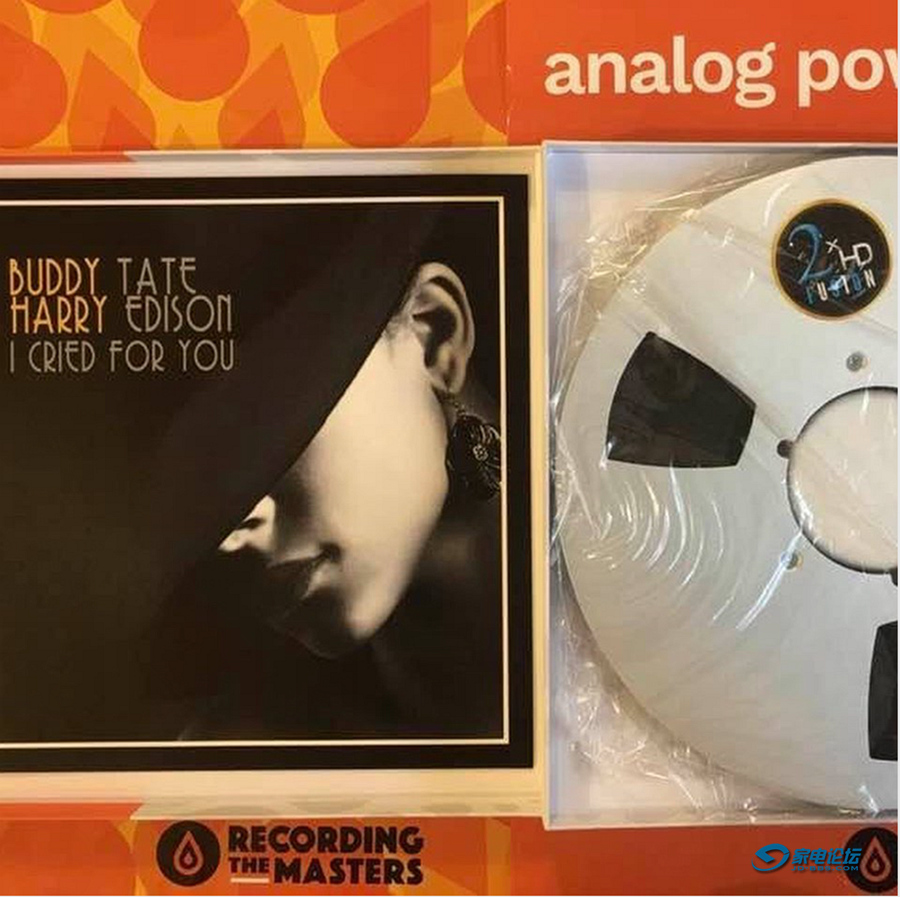 analog pow
BUDDY TATE
HARRY EDISON
I CRIED FOR YOU
2xHD
FUSION
RECORDING
THE MASTERS
家电论坛